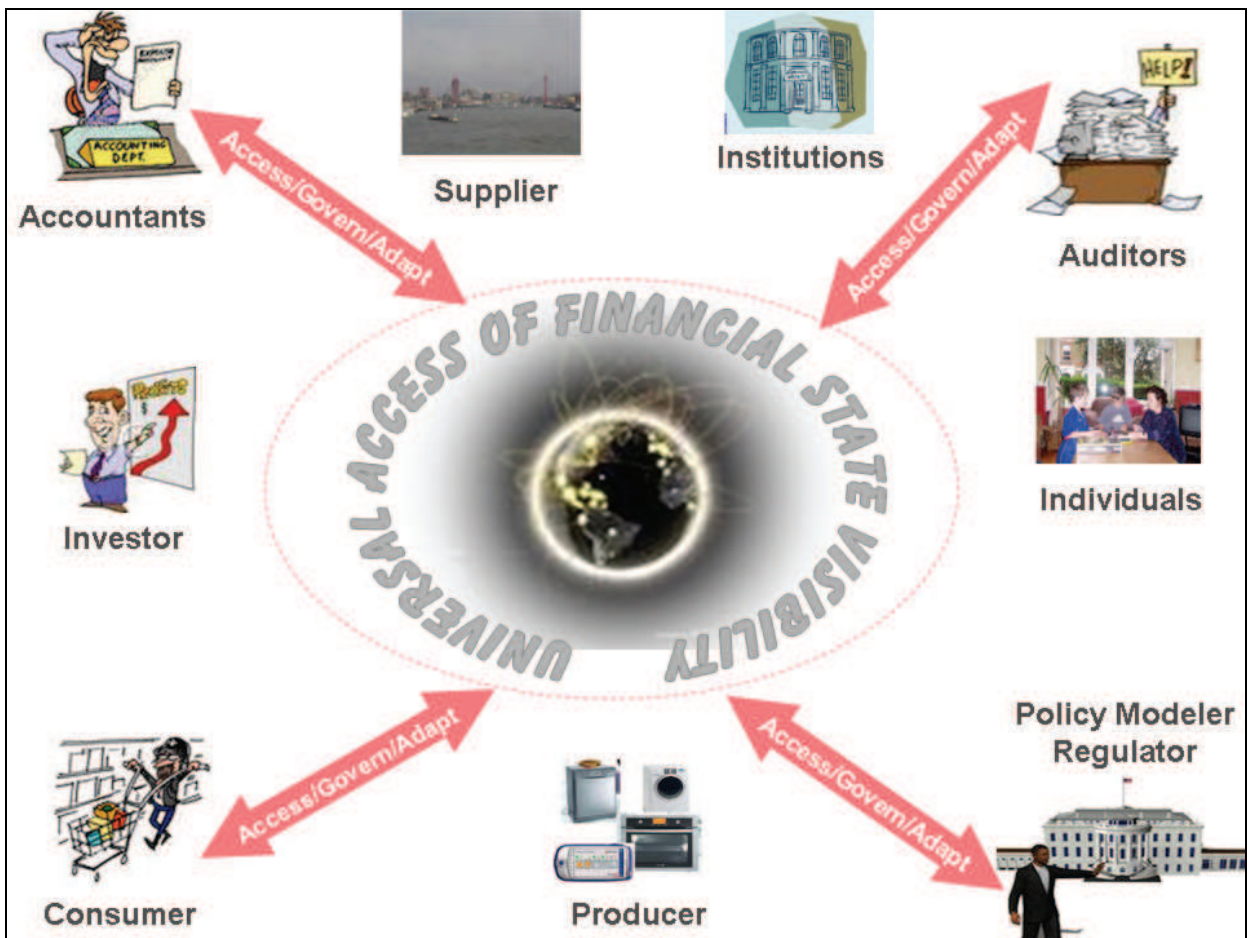 EXPENSE
ACCOUNT
ACCOUNTING
DEPT.
Accountants
Supplier
Institutions
HELP!
Auditors
Access/Govern/Adapt
Access/Govern/Adapt
UNIVERSAL ACCESS OF FINANCIAL STATE VISIBILITY
PROFITS
$
Investor
Individuals
Access/Govern/Adapt
Access/Govern/Adapt
Policy Modeler
Regulator
Consumer
Producer